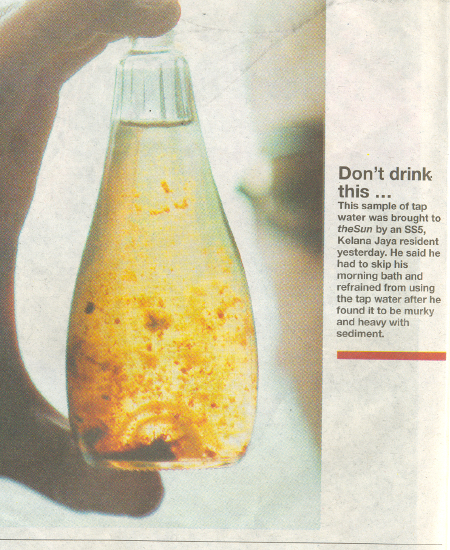 Don't drink
this ...
This sample of tap
water was brought to
theSun by an SS5,
Kelana Jaya resident
yesterday. He said he
had to skip his
morning bath and
refrained from using
the tap water after he
found it to be murky
and heavy with
sediment.